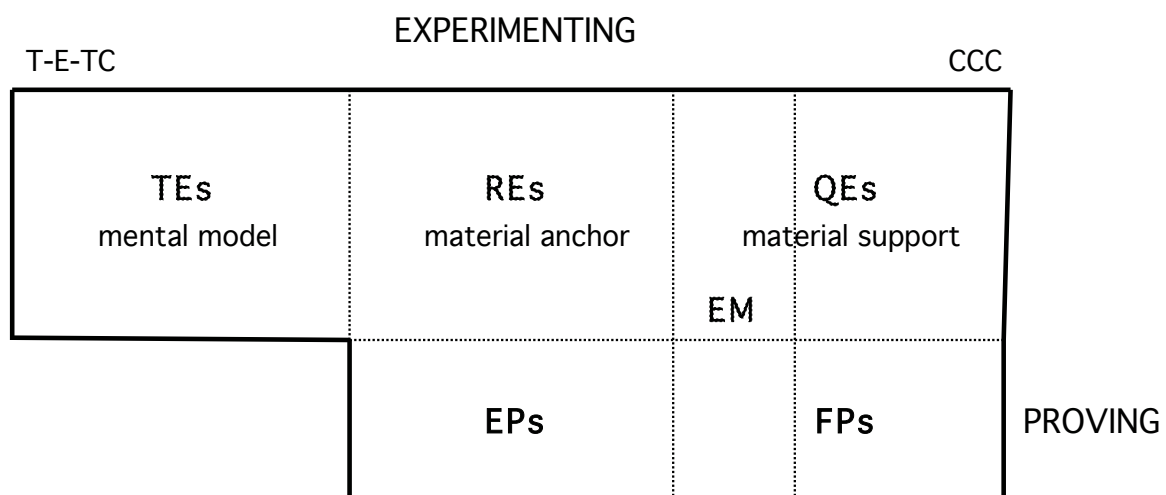 EXPERIMENTING
T-E-TC CCC
TEs REs QEs
mental model material anchor material support
EM
EPs FPs PROVING